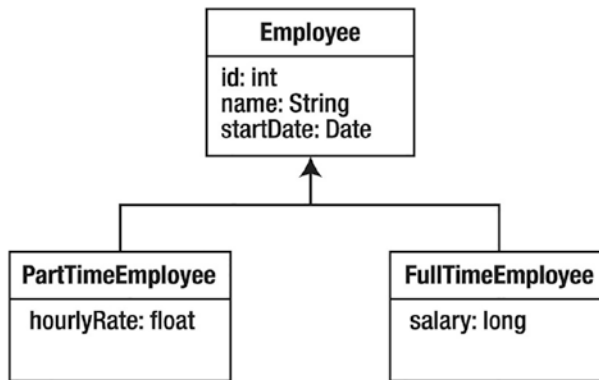 Employee
id: int
name: String
startDate: Date
PartTimeEmployee
hourlyRate: float
FullTimeEmployee
salary: long